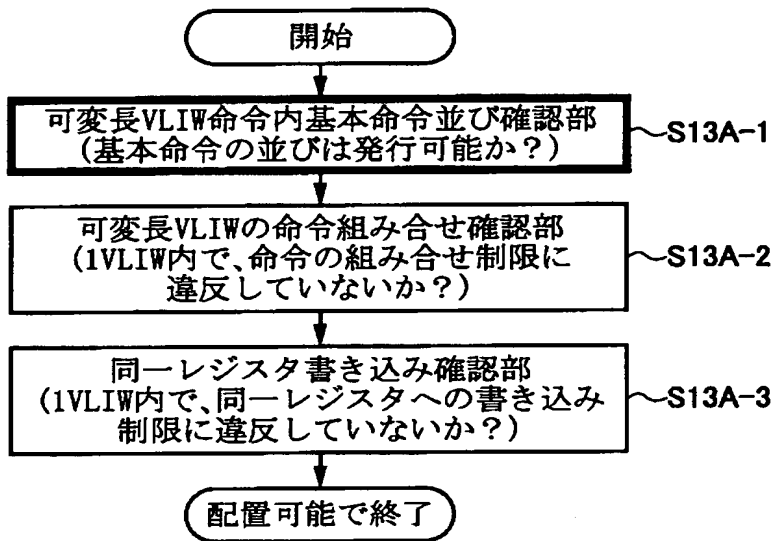 開始
可変長VLIW命令内基本命令並び確認部
(基本命令の並びは発行可能か？)
S13A-1
可変長VLIWの命令組み合せ確認部
(1VLIW内で、命令の組み合せ制限に
違反していないか？)
S13A-2
同一レジスタ書き込み確認部
(1VLIW内で、同一レジスタへの書き込み
制限に違反していないか？)
S13A-3
配置可能で終了